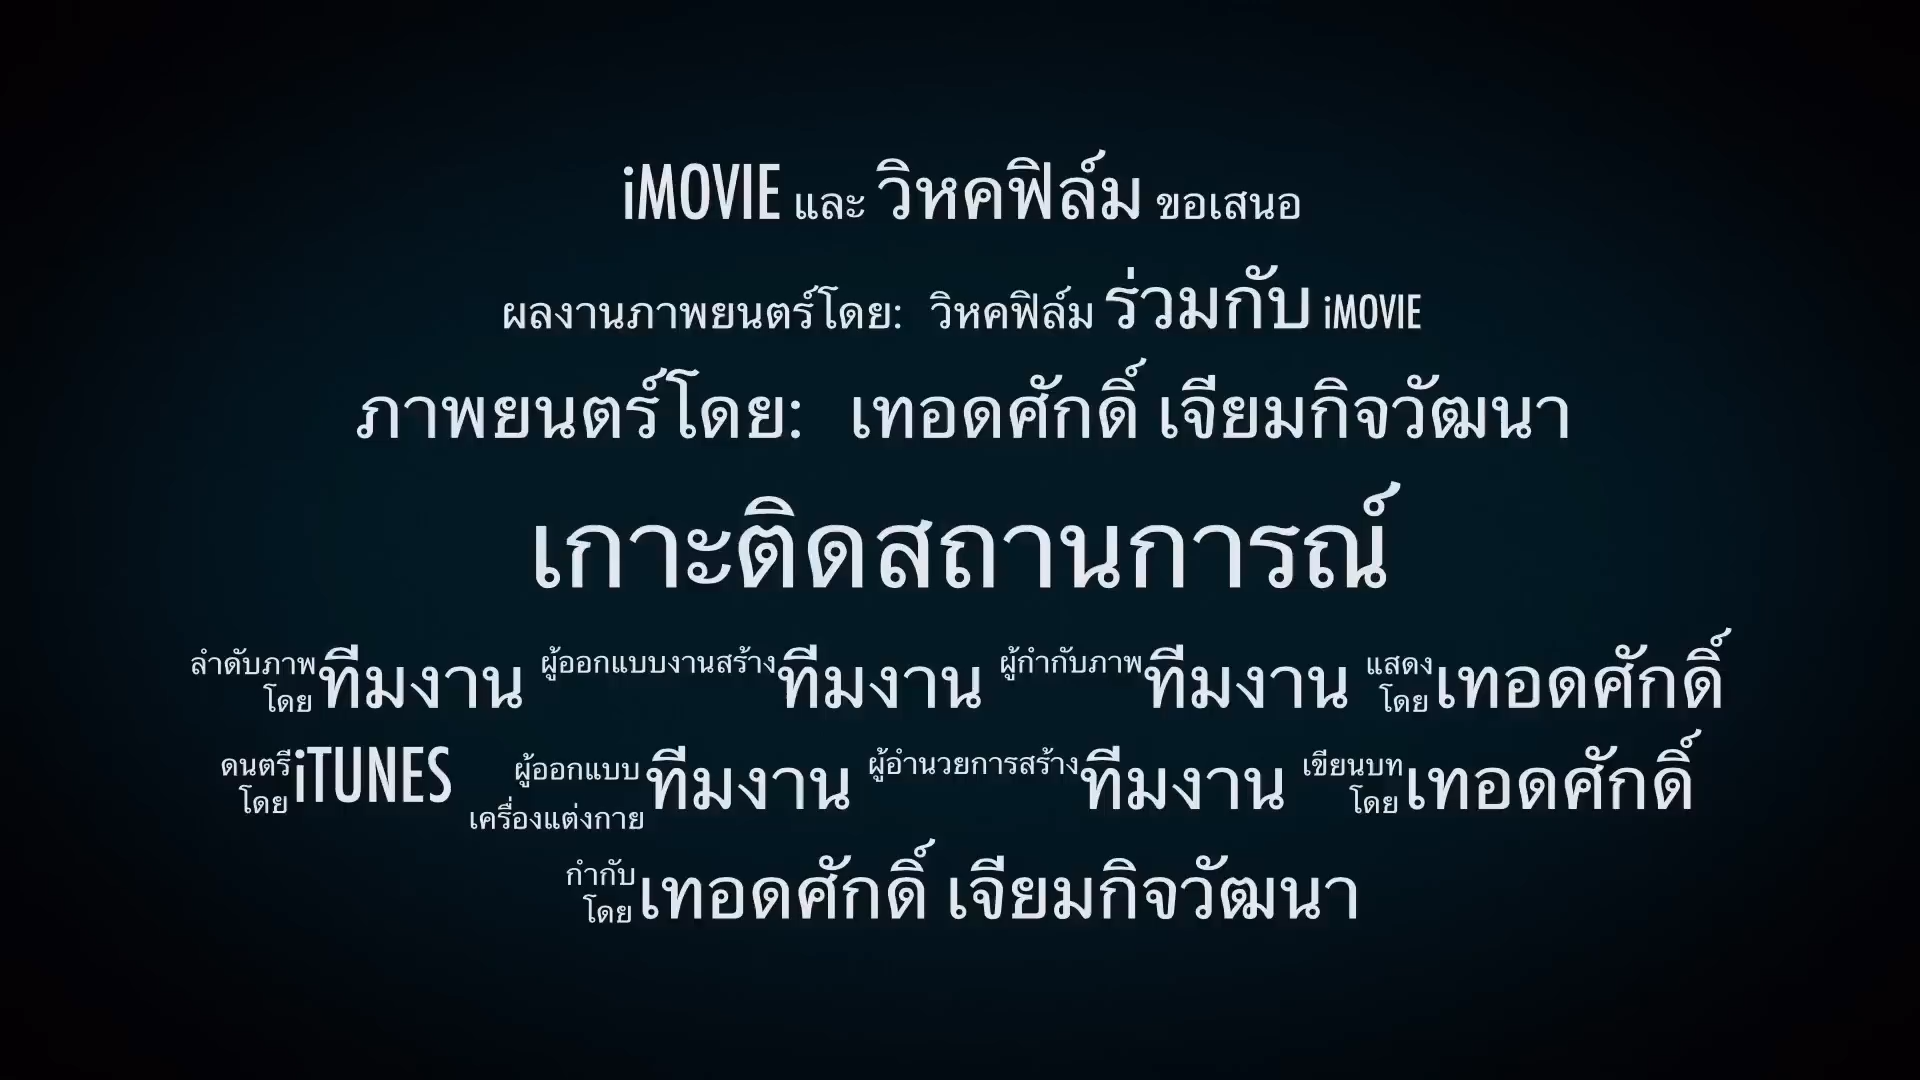 iMOVIE และ วิหคฟิล์ม ขอเสนอ
ผลงานภาพยนตร์โดย: วิหคฟิล์ม ร่วมกับ iMOVIE
ภาพยนตร์โดย: เทอดศักดิ์ เจียมกิจวัฒนา
เกาะติดสถานการณ์
ลำดับภาพโดย ทีมงาน ผู้ออกแบบงานสร้าง ทีมงาน ผู้กำกับภาพ ทีมงาน แสดงโดย เทอดศักดิ์
ดนตรีโดย iTUNES ผู้ออกแบบเครื่องแต่งกาย ทีมงาน ผู้อำนวยการสร้าง ทีมงาน เขียนบทโดย เทอดศักดิ์
กำกับโดย เทอดศักดิ์ เจียมกิจวัฒนา